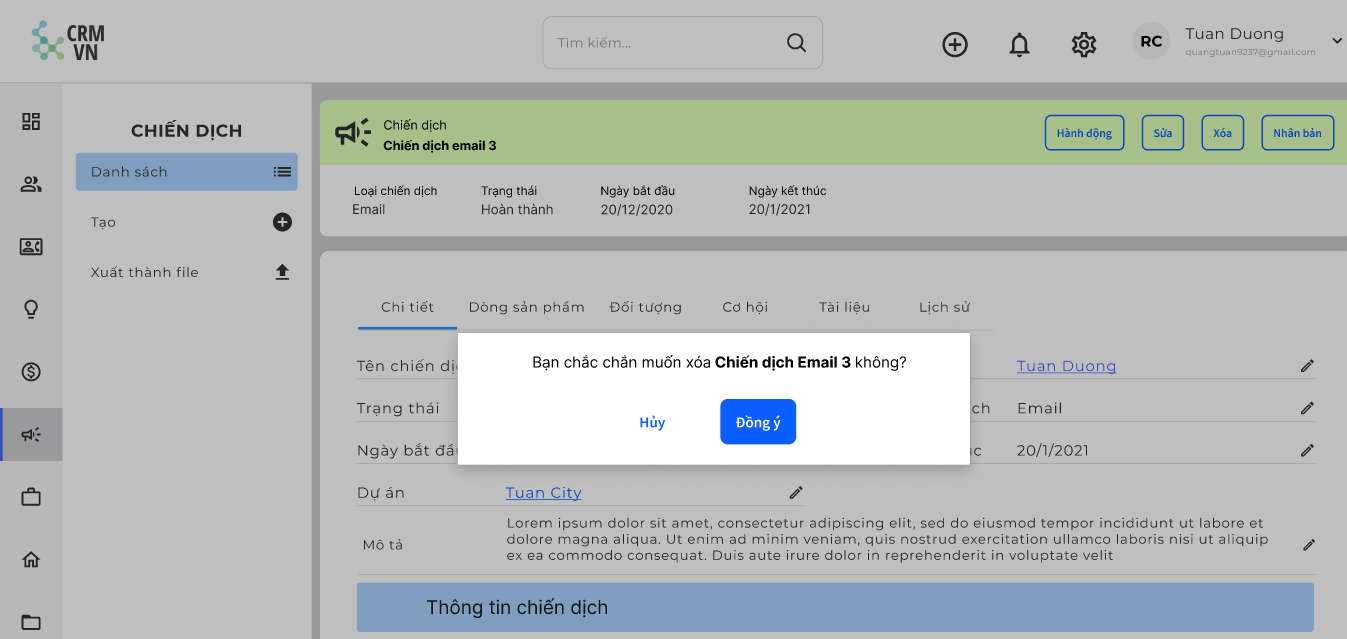 CRM
VN
Tìm kiếm...
RC
Tuan Duong
quangtuan9237@gmail.com
CHIẾN DỊCH
Danh sách
Tạo
Xuất thành file
Chiến dịch
Chiến dịch email 3
Hành động
Sửa
Xóa
Nhân bản
Loại chiến dịch
Trạng thái
Ngày bắt đầu
Ngày kết thúc
Email
Hoàn thành
20/12/2020
20/1/2021
Chi tiết
Dòng sản phẩm
Đối tượng
Cơ hội
Tài liệu
Lịch sử
Bạn chắc chắn muốn xóa Chiến dịch Email 3 không?
Hủy
Đồng ý
Tên chiến
Tuan Duong
Trạng thái
ch
Email
Ngày bắt
c
20/1/2021
Dự án
Tuan City
Mô tả
Lorem ipsum dolor sit amet, consectetur adipiscing elit, sed do eiusmod tempor incididunt ut labore et
dolore magna aliqua. Ut enim ad minim veniam, quis nostrud exercitation ullamco laboris nisi ut aliquip
ex ea commodo consequat. Duis aute irure dolor in reprehenderit in voluptate velit
Thông tin chiến dịch